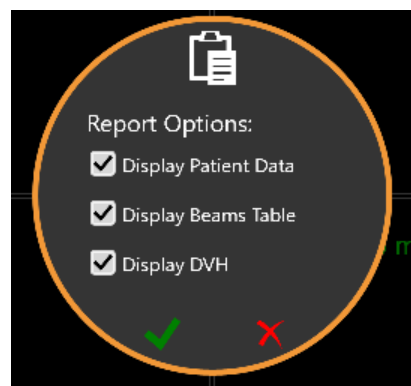 Report Options:
Display Patient Data
Display Beams Table
Display DVH